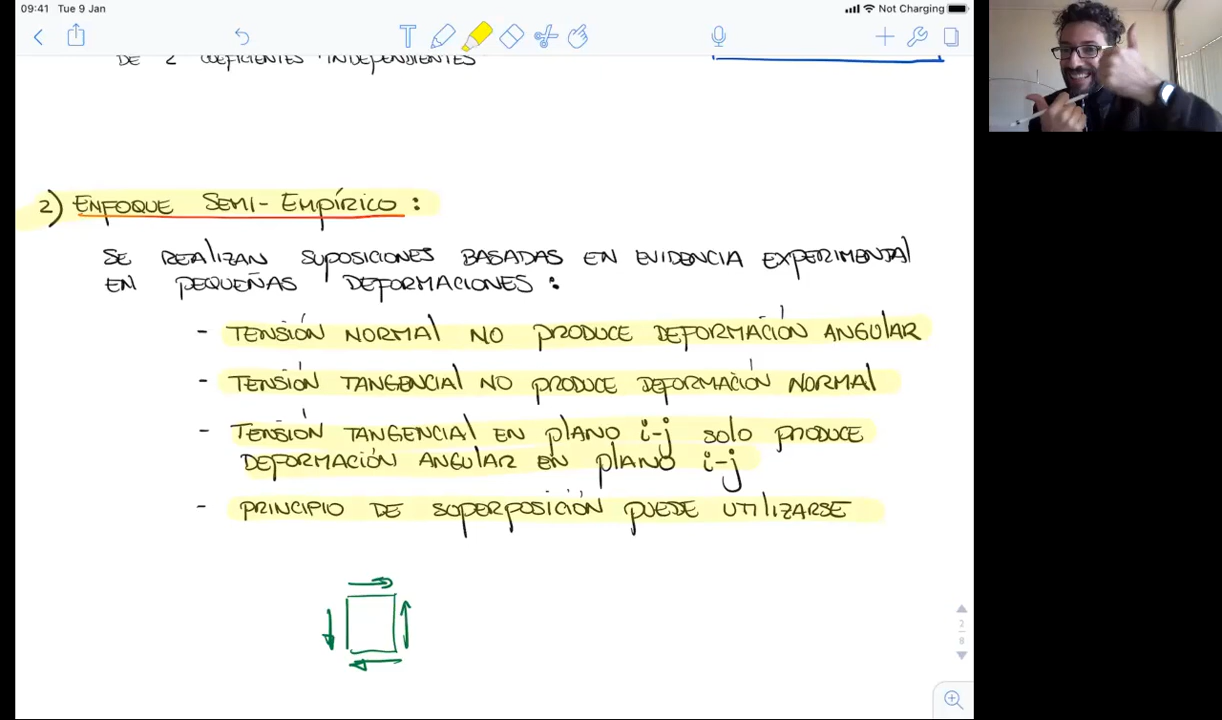 09:41 Tue 9 Jan
Not Charging
T
DE 2 COEFICIENTES INDEPENDIENTES
2) ENFOQUE SEMI-EMPÍRICO :
SE REALIZAN SUPOSICIONES BASADAS EN EVIDENCIA EXPERIMENTAL
EN PEQUEÑAS DEFORMACIONES :
- TENSIÓN NORMAL NO PRODUCE DEFORMACIÓN ANGULAR
- TENSIÓN TANGENCIAL NO PRODUCE DEFORMACIÓN NORMAL
- TENSIÓN TANGENCIAL EN PLANO i-j SOLO PRODUCE
DEFORMACIÓN ANGULAR EN PLANO i-j
- PRINCIPIO DE SUPERPOSICIÓN PUEDE UTILIZARSE
2
8